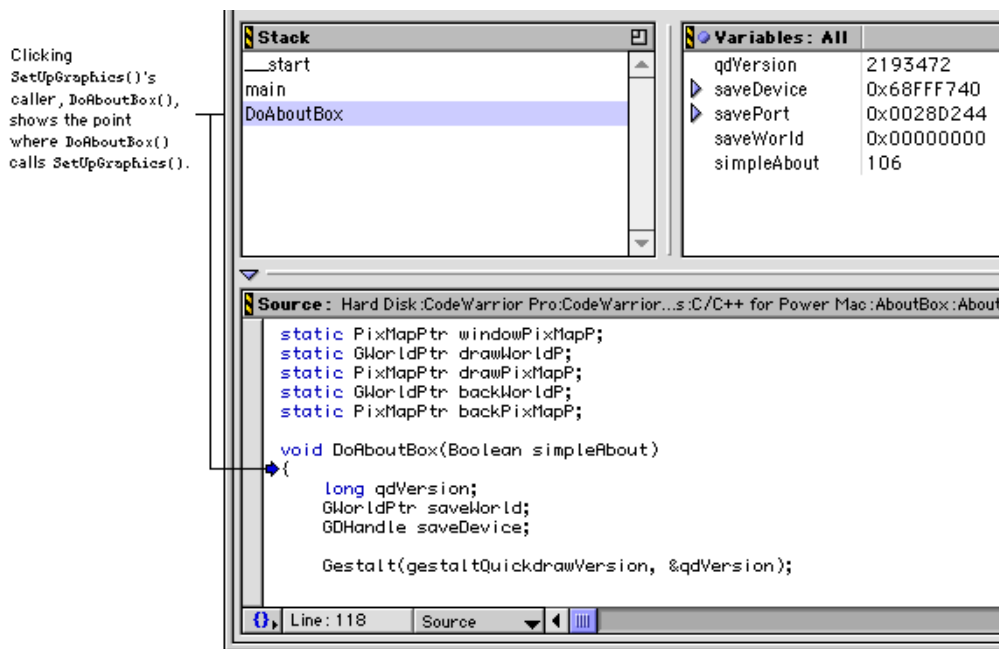 Clicking
SetUpGraphics()'s
caller, DoAboutBox(),
shows the point
where DoAboutBox()
calls SetUpGraphics().
Stack
__start
main
DoAboutBox
Variables: All
qdVersion 2193472
saveDevice 0x68FFF740
savePort 0x0028D244
saveWorld 0x00000000
simpleAbout 106
Source: Hard Disk:CodeWarrior Pro:CodeWarrior...s:C/C++ for Power Mac:AboutBox:About
static PixMapPtr windowPixMapP;
static GWorldPtr drawWorldP;
static PixMapPtr drawPixMapP;
static GWorldPtr backWorldP;
static PixMapPtr backPixMapP;
void DoAboutBox(Boolean simpleAbout)
{
long qdVersion;
GWorldPtr saveWorld;
GDHandle saveDevice;
Gestalt(gestaltQuickdrawVersion, &qdVersion);
{} Line: 118 Source